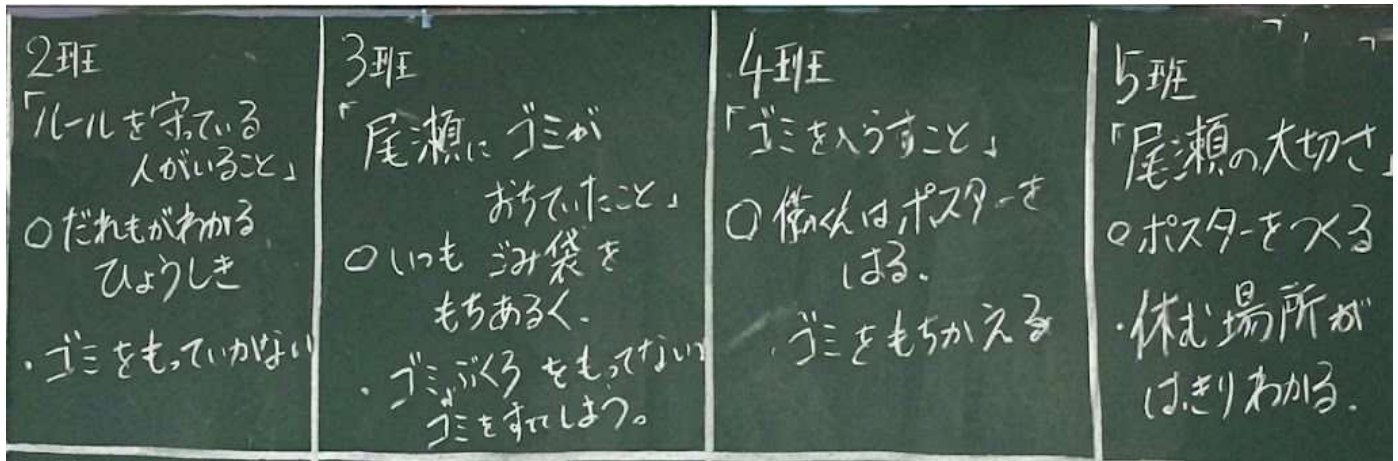 2班
「ルールを守っている
人がいること」
○だれもがわかる
ひょうしき
・ゴミをもっていかない
3班
「尾瀬にゴミが
おちていたこと」
○いつもごみ袋を
もちあるく.
・ゴミぶくろをもってない
ゴミをすててしまう。
4班
「ゴミをへらすこと」
○ くんはポスターを
はる.
・ゴミをもちかえる
5班
「尾瀬の大切さ」
○ポスターをつくる
・休む場所が
はっきりわかる.